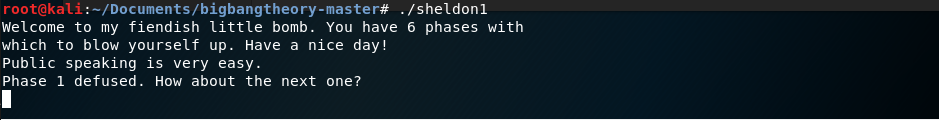 root@kali:~/Documents/bigbangtheory-master# ./sheldon1
Welcome to my fiendish little bomb. You have 6 phases with
which to blow yourself up. Have a nice day!
Public speaking is very easy.
Phase 1 defused. How about the next one?